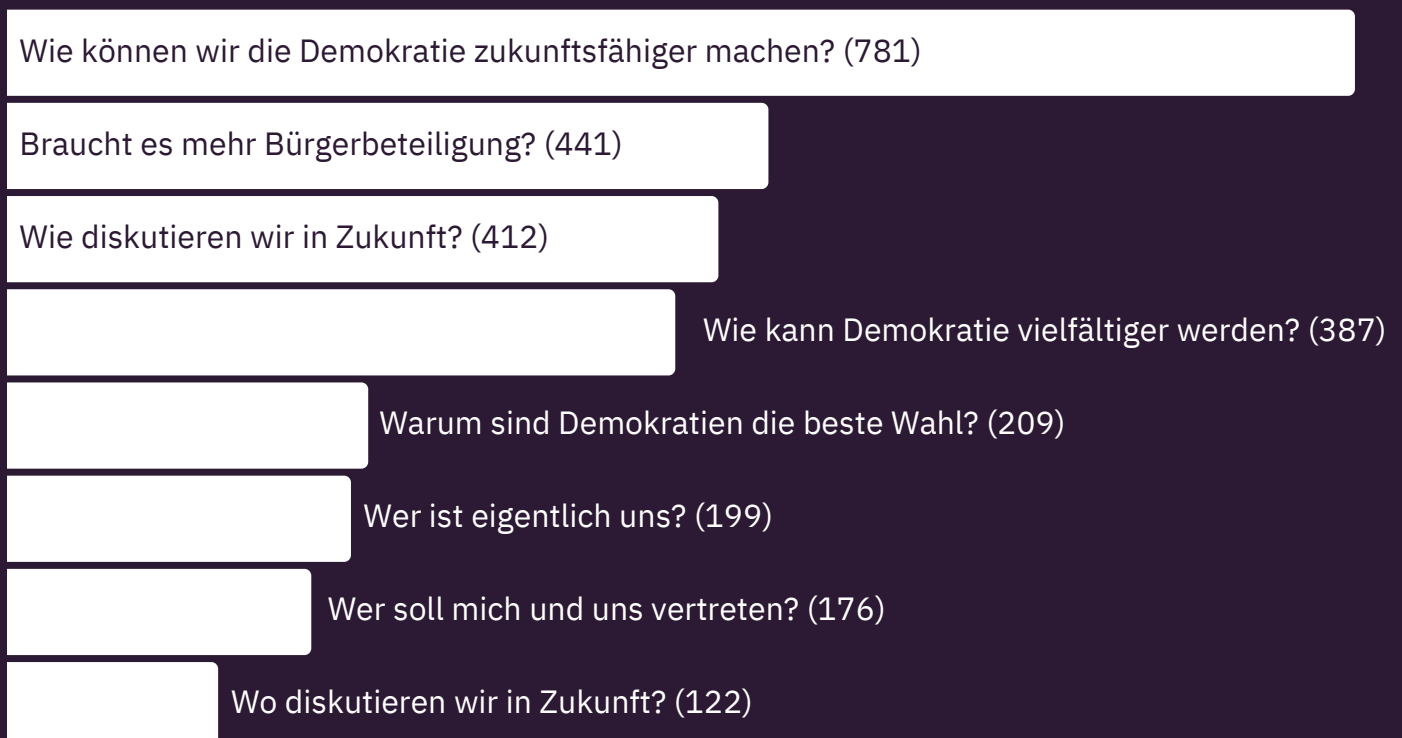 Wie können wir die Demokratie zukunftsfähiger machen? (781)
Braucht es mehr Bürgerbeteiligung? (441)
Wie diskutieren wir in Zukunft? (412)
Wie kann Demokratie vielfältiger werden? (387)
Warum sind Demokratien die beste Wahl? (209)
Wer ist eigentlich uns? (199)
Wer soll mich und uns vertreten? (176)
Wo diskutieren wir in Zukunft? (122)